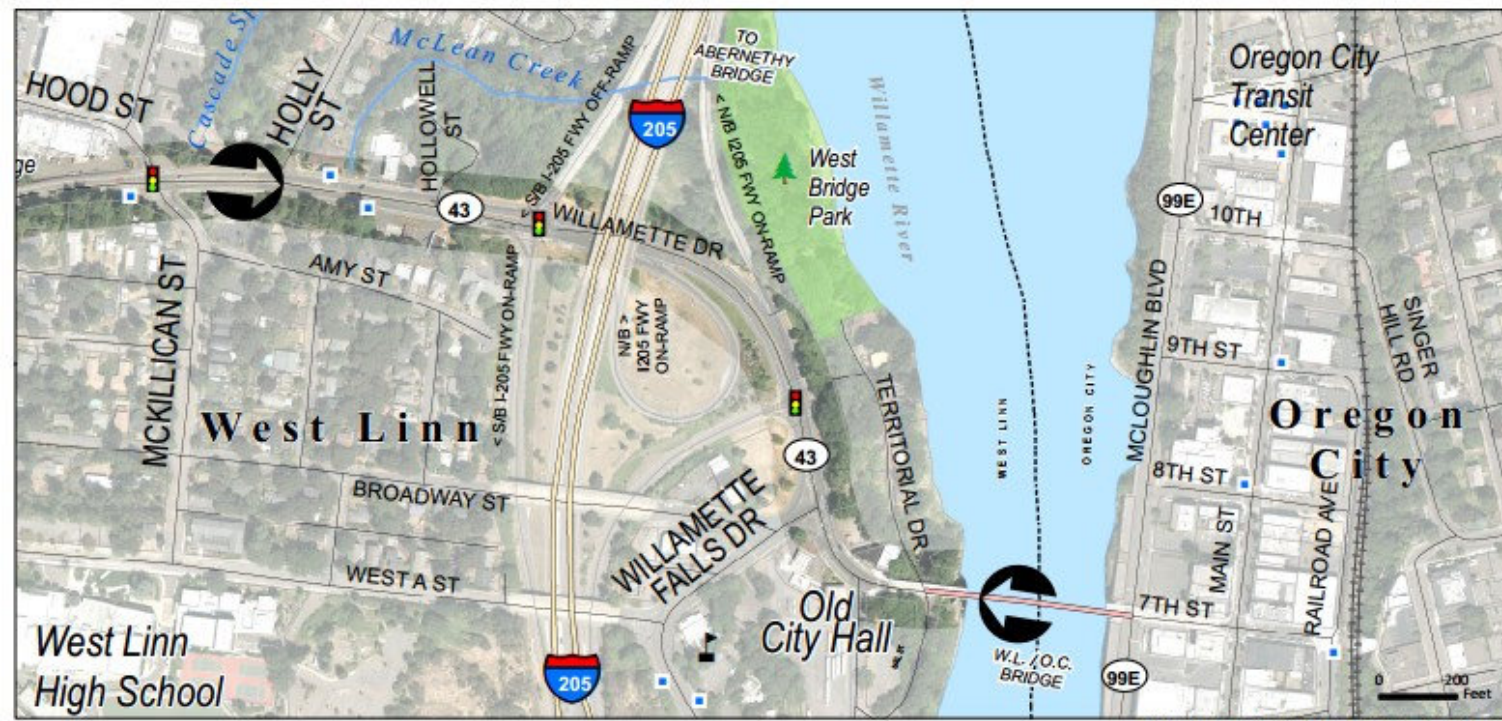 HOOD ST
Cascade
HOLLY
ST
McLean Creek
HOLLOWELL
ST
< S/B I-205 FWY OFF-RAMP
205
TO
ABERNETHY
BRIDGE
< N/B I205 FWY ON-RAMP
West
Bridge
Park
Willamette River
Oregon City
Transit
Center
99E
10TH
43
WILLAMETTE DR
AMY ST
MCKILLICAN ST
< S/B I-205 FWY ON-RAMP
N/B >
I205 FWY
ON-RAMP
TERRITORIAL DR
WEST LINN
OREGON CITY
MCLOUGHLIN BLVD
9TH ST
SINGER
HILL RD
West Linn
Oregon
City
43
8TH ST
BROADWAY ST
WILLAMETTE
FALLS DR
MAIN ST
RAILROAD AVE
WEST A ST
7TH ST
Old
City Hall
W.L. / O.C.
BRIDGE
West Linn
High School
205
99E
0 200
Feet